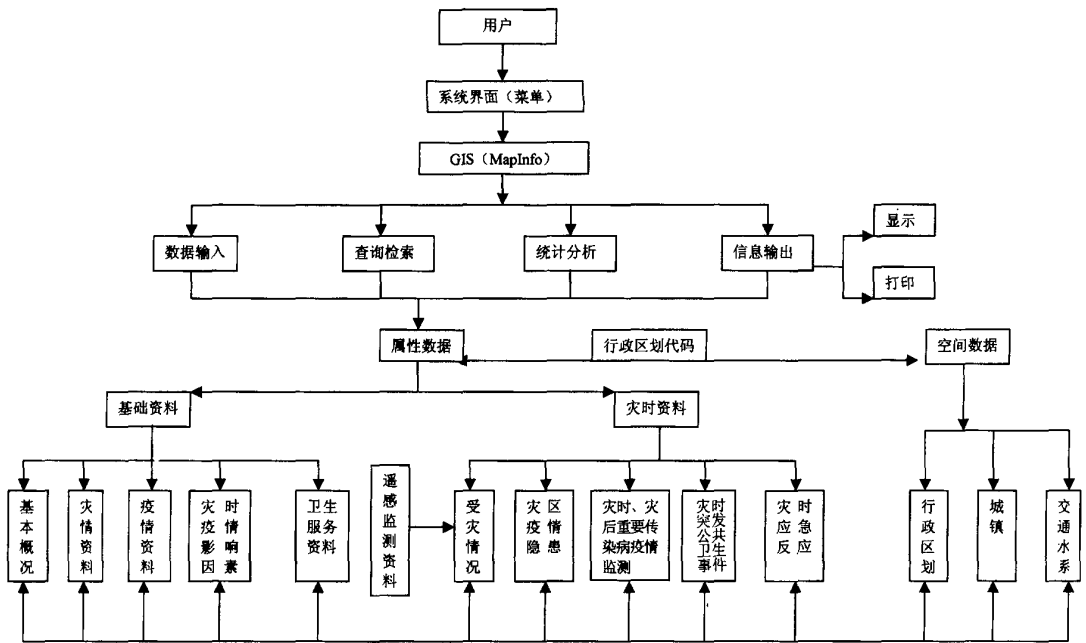 用户
系统界面（菜单）
GIS（MapInfo）
数据输入
查询检索
统计分析
信息输出
显示
打印
属性数据
行政区划代码
空间数据
基础资料
灾时资料
基本概况
灾情资料
疫情资料
灾时
疫情
影响
因素
卫生
服务
资料
遥感监测资料
受灾情况
灾区
疫情
隐患
灾时、灾
后重要传
染病疫情
监测
灾时
突发
公共
卫生
事件
灾时
应急
反应
行政区划
城镇
交通水系